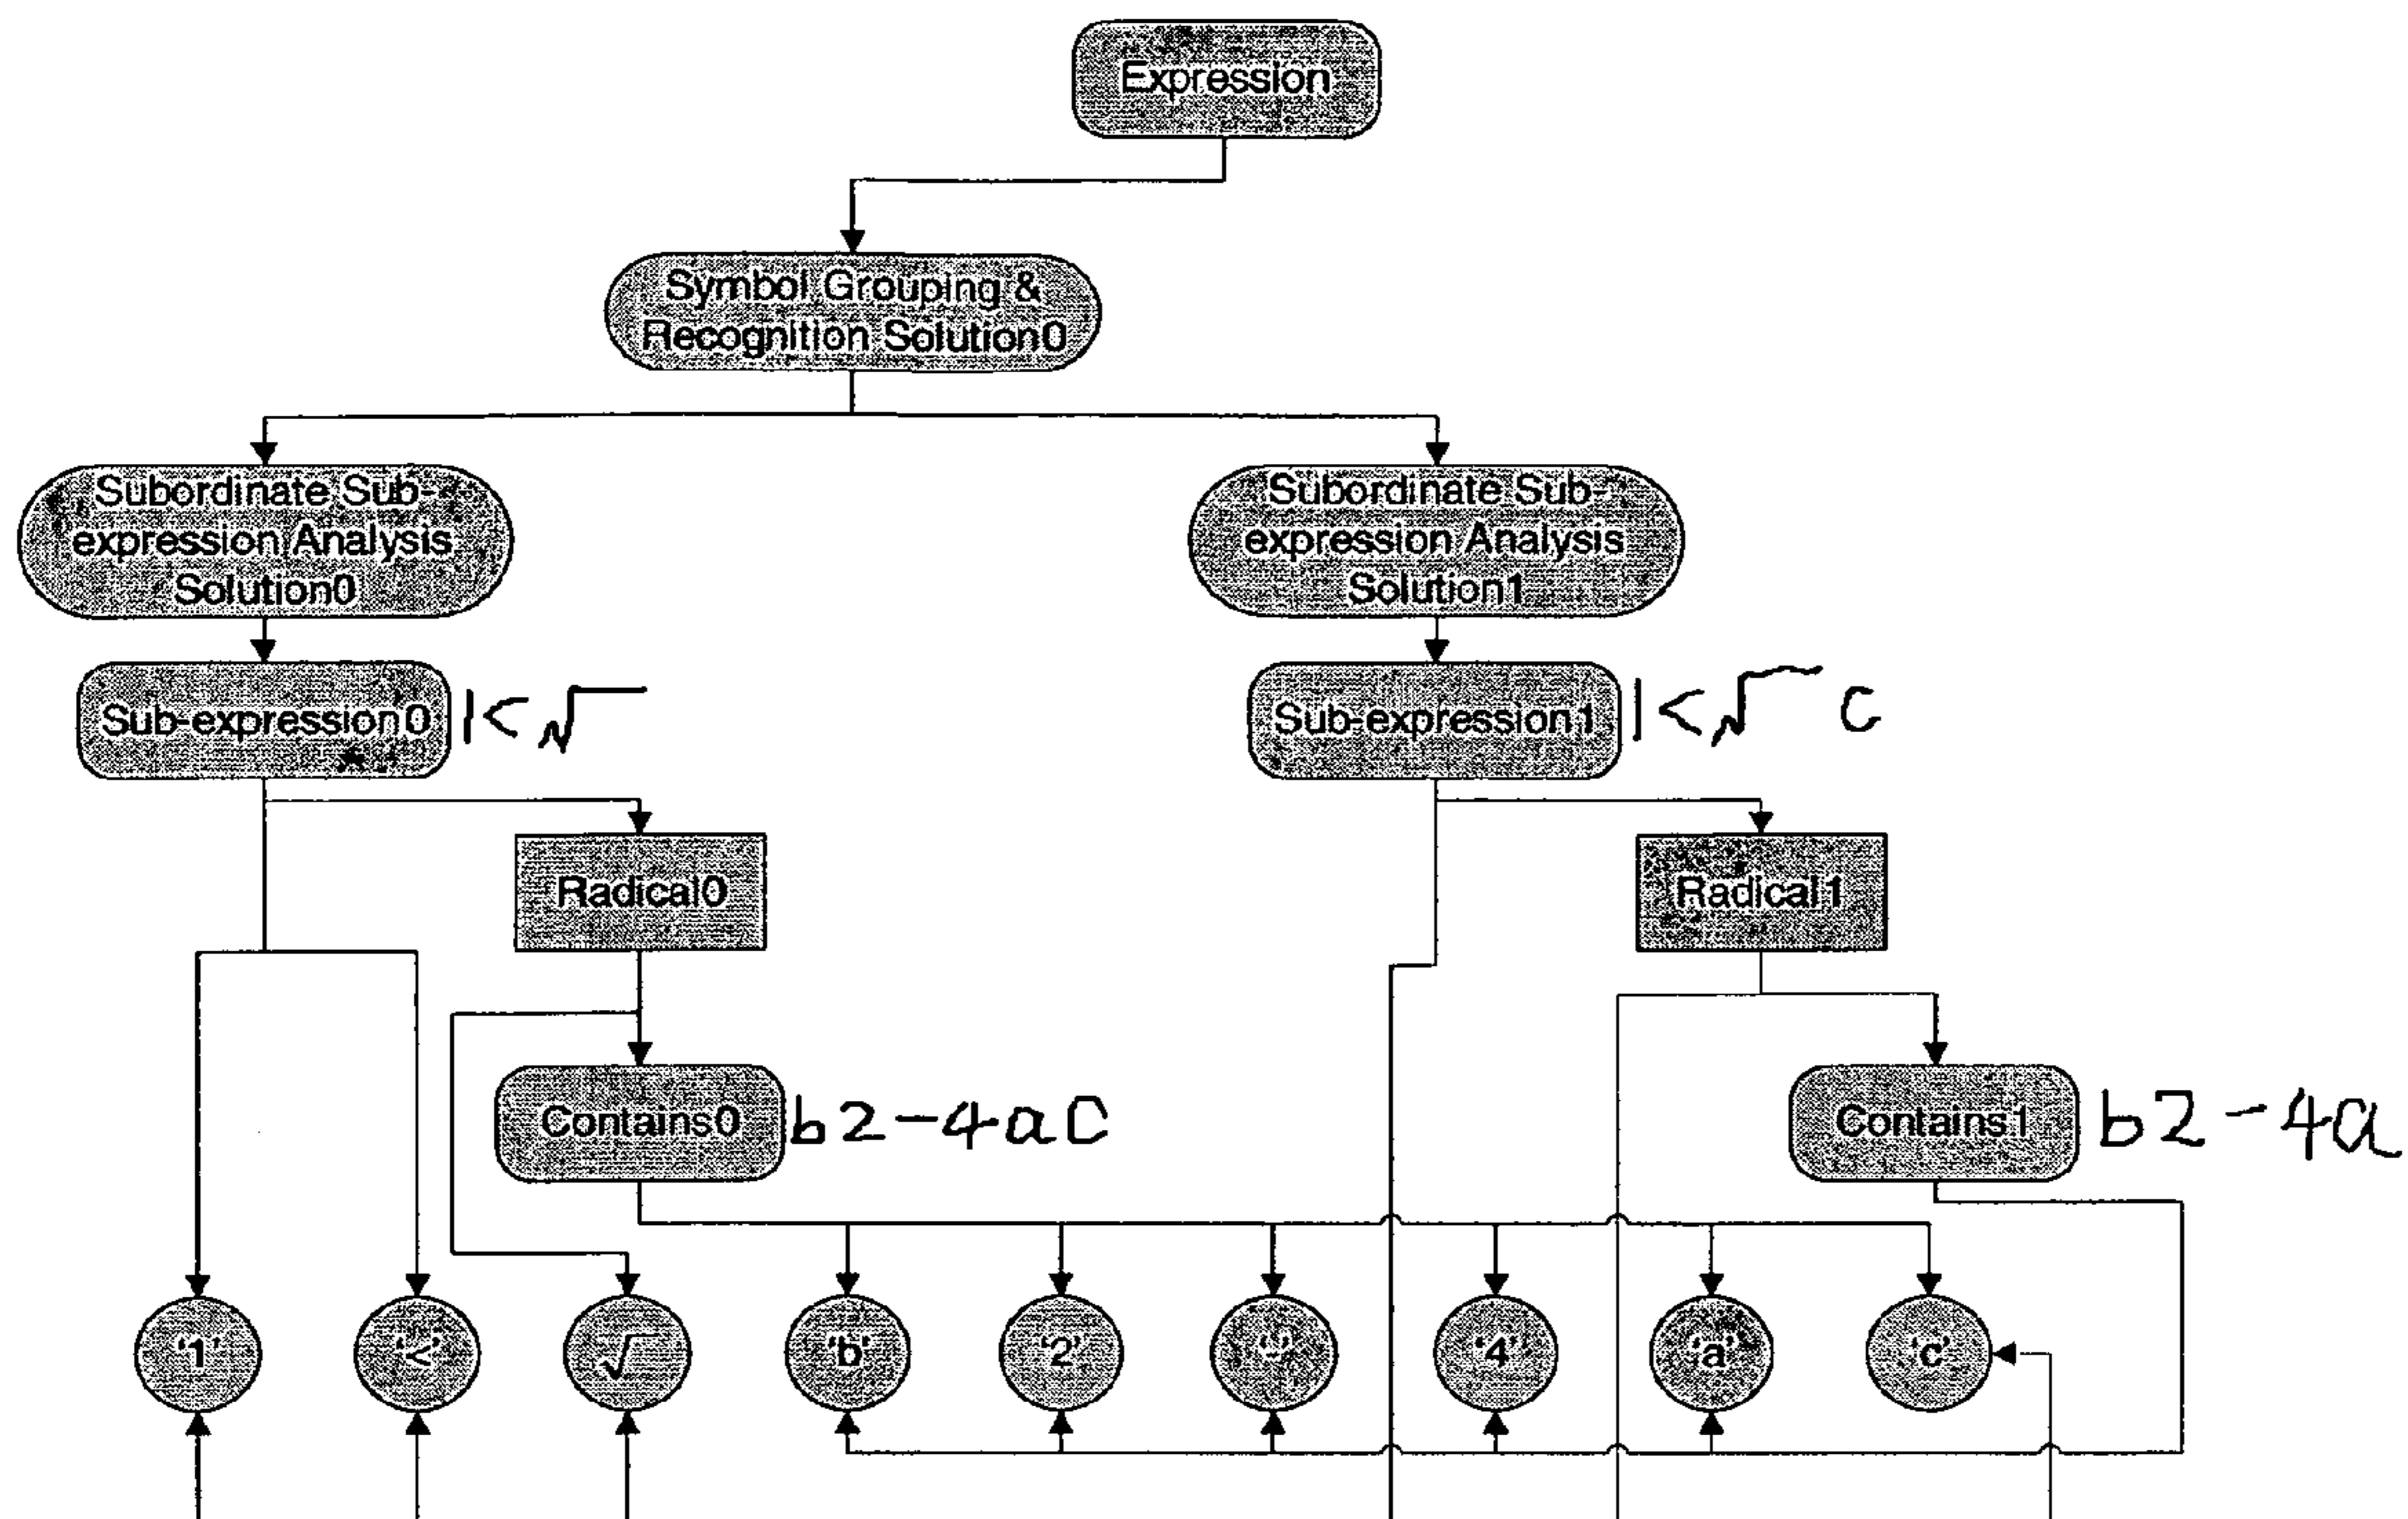 Expression
Symbol Grouping &
Recognition Solution0
Subordinate Sub-
expression Analysis
Solution0
Subordinate Sub-
expression Analysis
Solution1
Sub-expression0
1<√
Sub-expression1
1<√ c
Radical0
Radical1
Contains0
b2-4ac
Contains1
b2-4a
'1'
'<'
√
'b'
'2'
'-'
'4'
'a'
'c'